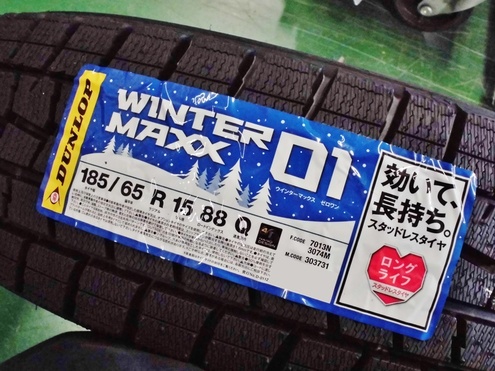 DUNLOP
WINTER
MAXX
01
ウインターマックス ゼロワン
185/65 R 15 88 Q
F.CODE 7013N
3074M
M.CODE 303731
効いて、
長持ち。
スタッドレスタイヤ
ロング
ライフ
スタッドレスタイヤ